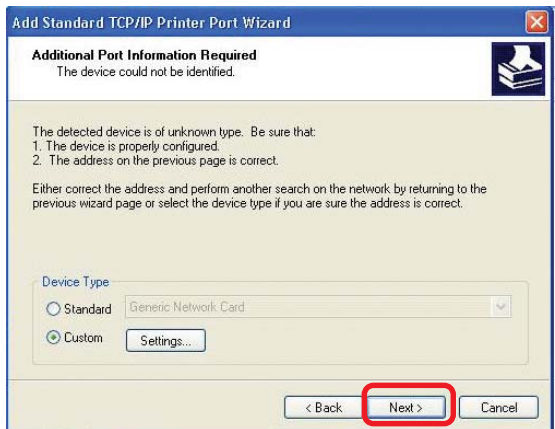 Add Standard TCP/IP Printer Port Wizard
Additional Port Information Required
The device could not be identified.
The detected device is of unknown type.  Be sure that:
1. The device is properly configured.
2.  The address on the previous page is correct.
Either correct the address and perform another search on the network by returning to the
previous wizard page or select the device type if you are sure the address is correct.
Device Type
Standard
Generic Network Card
Custom
Settings...
< Back
Next >
Cancel